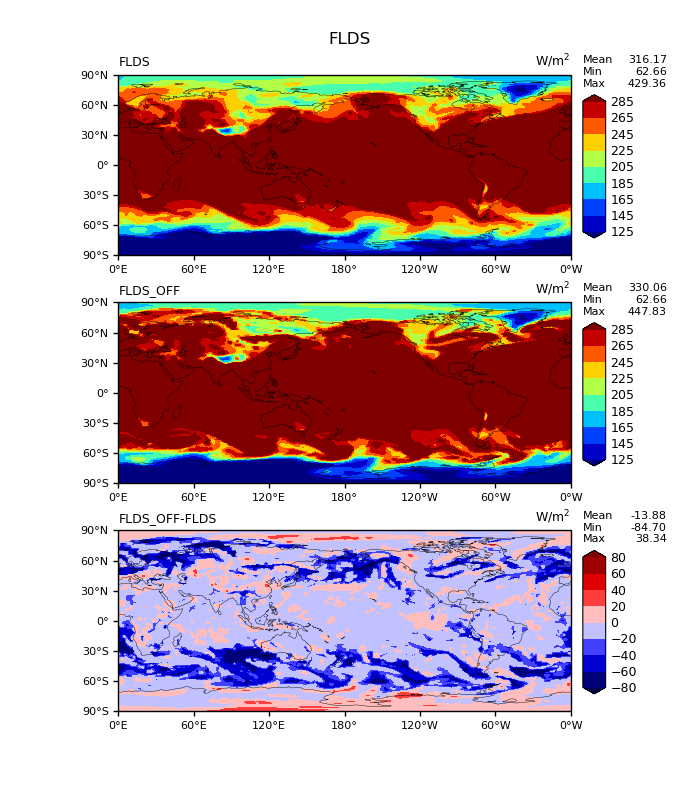 FLDS
FLDS
W/m2
Mean 316.17
Min 62.66
Max 429.36
90°N
60°N
30°N
0°
30°S
60°S
90°S
0°E 60°E 120°E 180° 120°W 60°W 0°W
285
265
245
225
205
185
165
145
125
FLDS_OFF
W/m2
Mean 330.06
Min 62.66
Max 447.83
90°N
60°N
30°N
0°
30°S
60°S
90°S
0°E 60°E 120°E 180° 120°W 60°W 0°W
285
265
245
225
205
185
165
145
125
FLDS_OFF-FLDS
W/m2
Mean -13.88
Min -84.70
Max 38.34
90°N
60°N
30°N
0°
30°S
60°S
90°S
0°E 60°E 120°E 180° 120°W 60°W 0°W
80
60
40
20
0
−20
−40
−60
−80